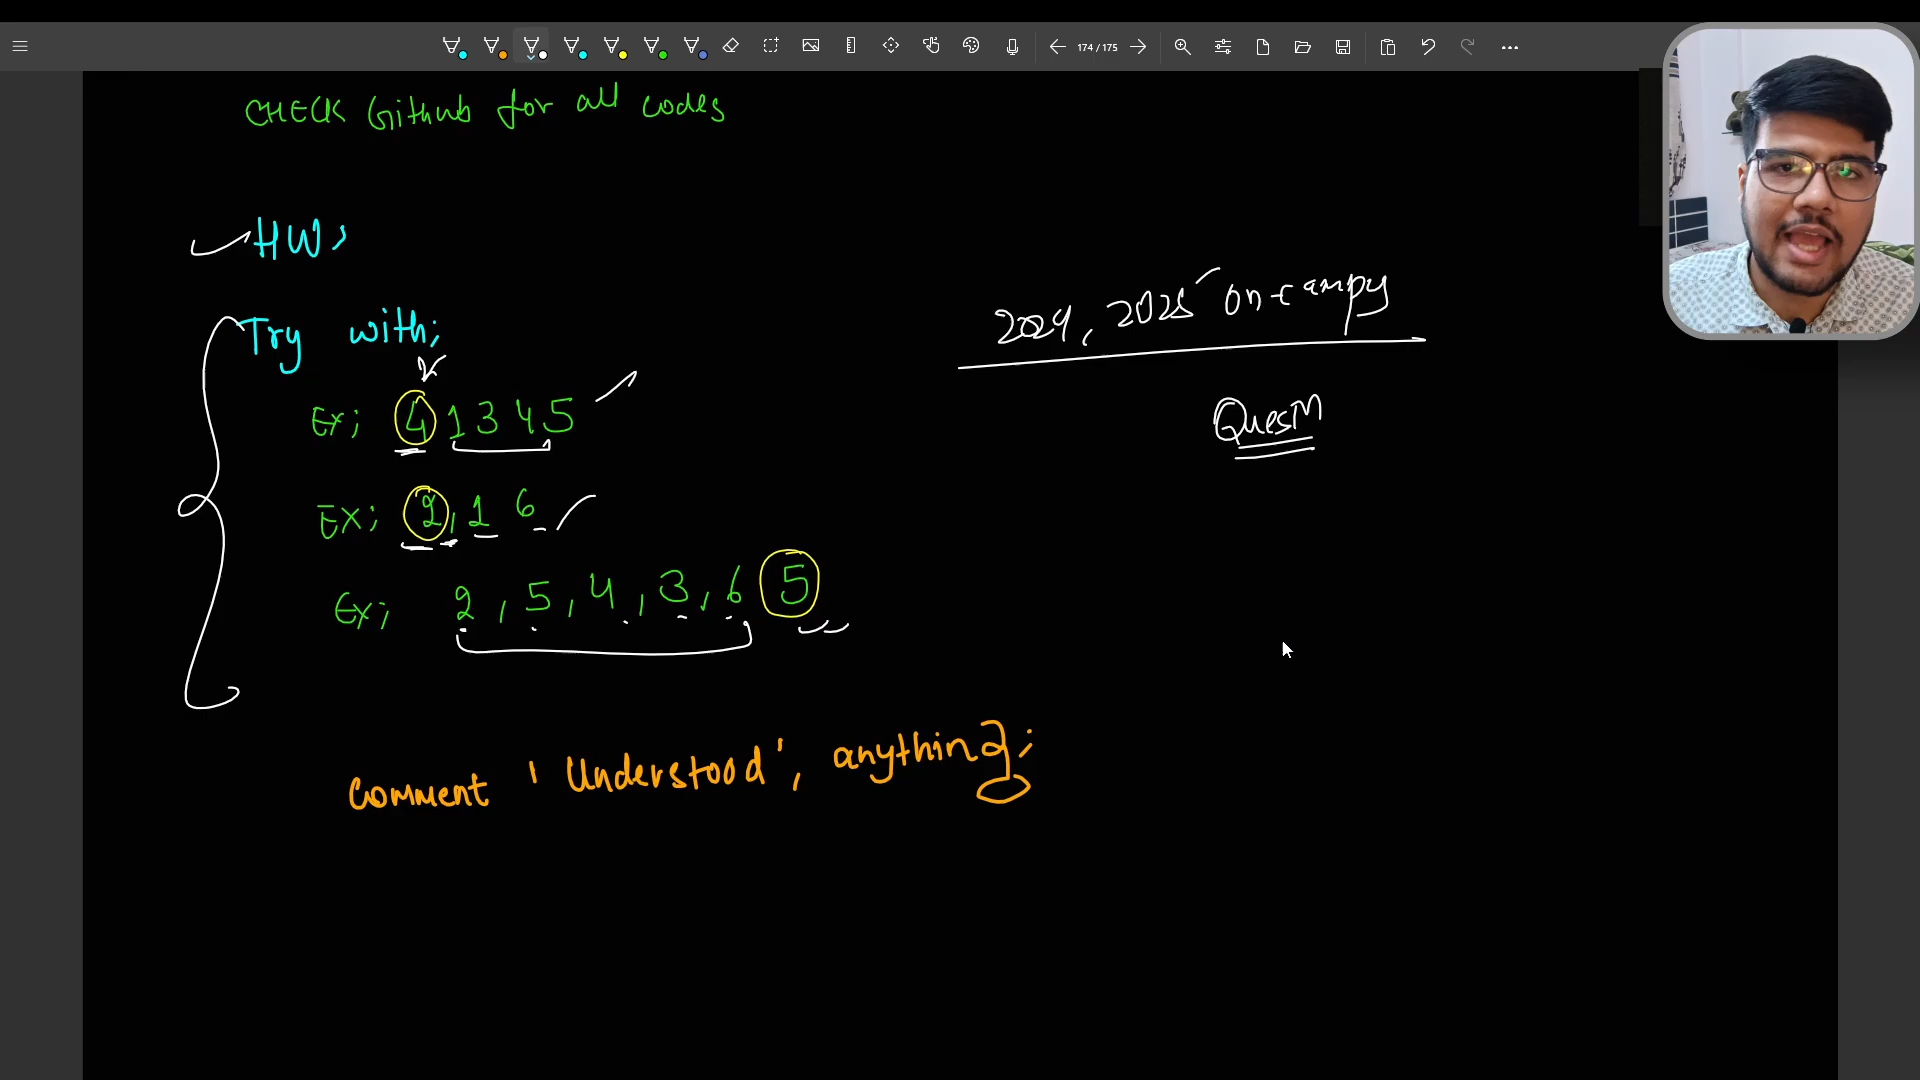 174 / 175
CHECK Github for all codes
HW;
Try with;
2024, 2025 on-campus
Ex; 4 1 3 4 5
Question
Ex; 2, 1 6
Ex; 2, 5, 4, 3, 6 5
Comment 'Understood', anything;